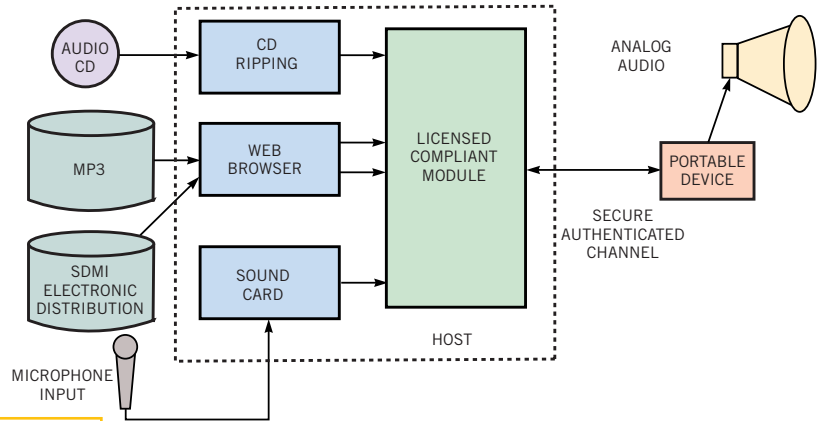 AUDIO
CD
CD
RIPPING
ANALOG
AUDIO
MP3
WEB
BROWSER
LICENSED
COMPLIANT
MODULE
PORTABLE
DEVICE
SECURE
AUTHENTICATED
CHANNEL
SDMI
ELECTRONIC
DISTRIBUTION
SOUND
CARD
HOST
MICROPHONE
INPUT